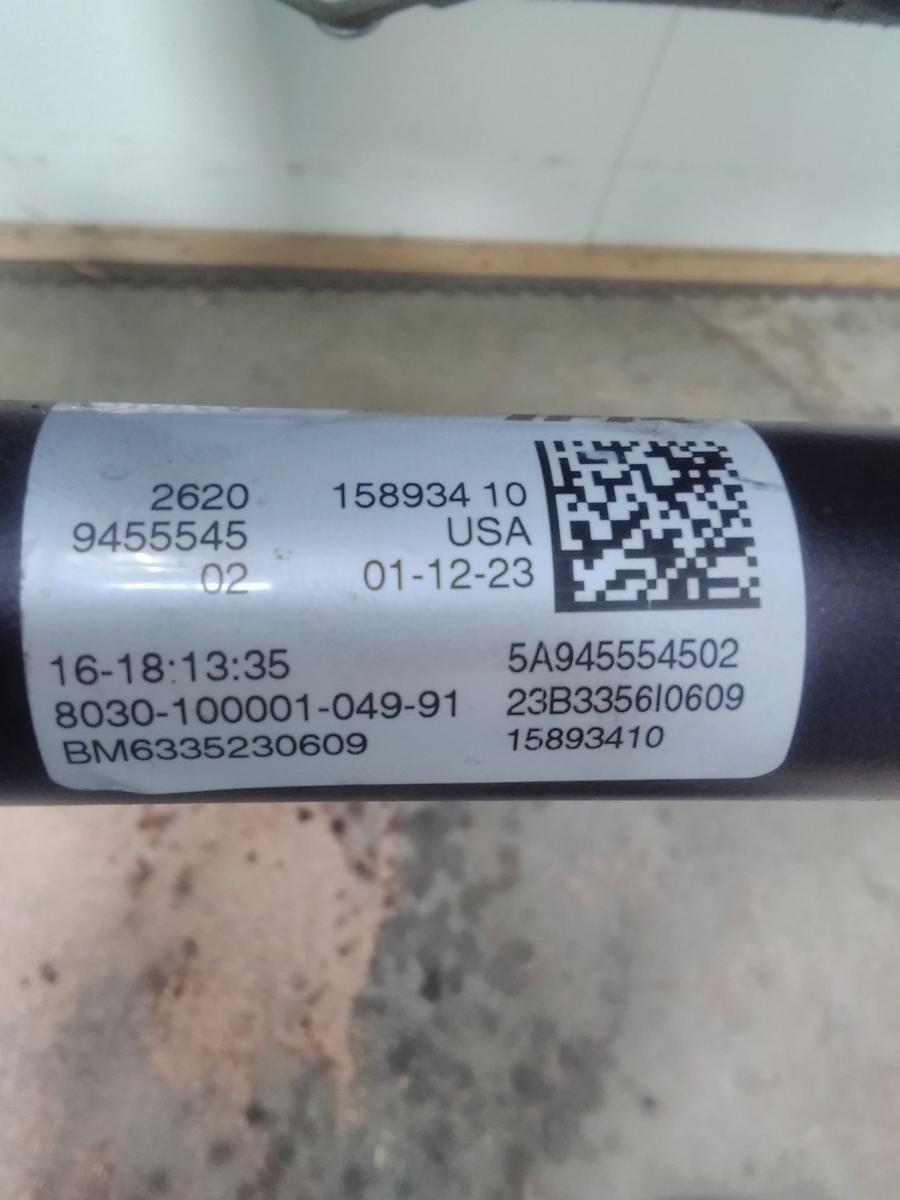 2620 158934 10
9455545 USA
02 01-12-23
16-18:13:35 5A945554502
8030-100001-049-91 23B3356I0609
BM6335230609 15893410